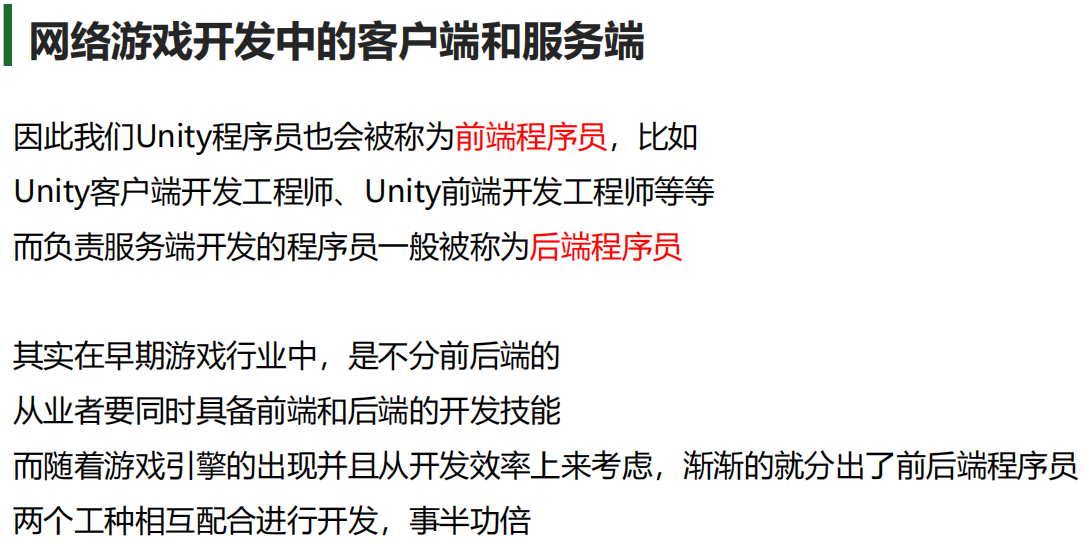 网络游戏开发中的客户端和服务端
因此我们Unity程序员也会被称为前端程序员，比如
Unity客户端开发工程师、Unity前端开发工程师等等
而负责服务端开发的程序员一般被称为后端程序员
其实在早期游戏行业中，是不分前后端的
从业者要同时具备前端和后端的开发技能
而随着游戏引擎的出现并且从开发效率上来考虑，渐渐的就分出了前后端程序员
两个工种相互配合进行开发，事半功倍